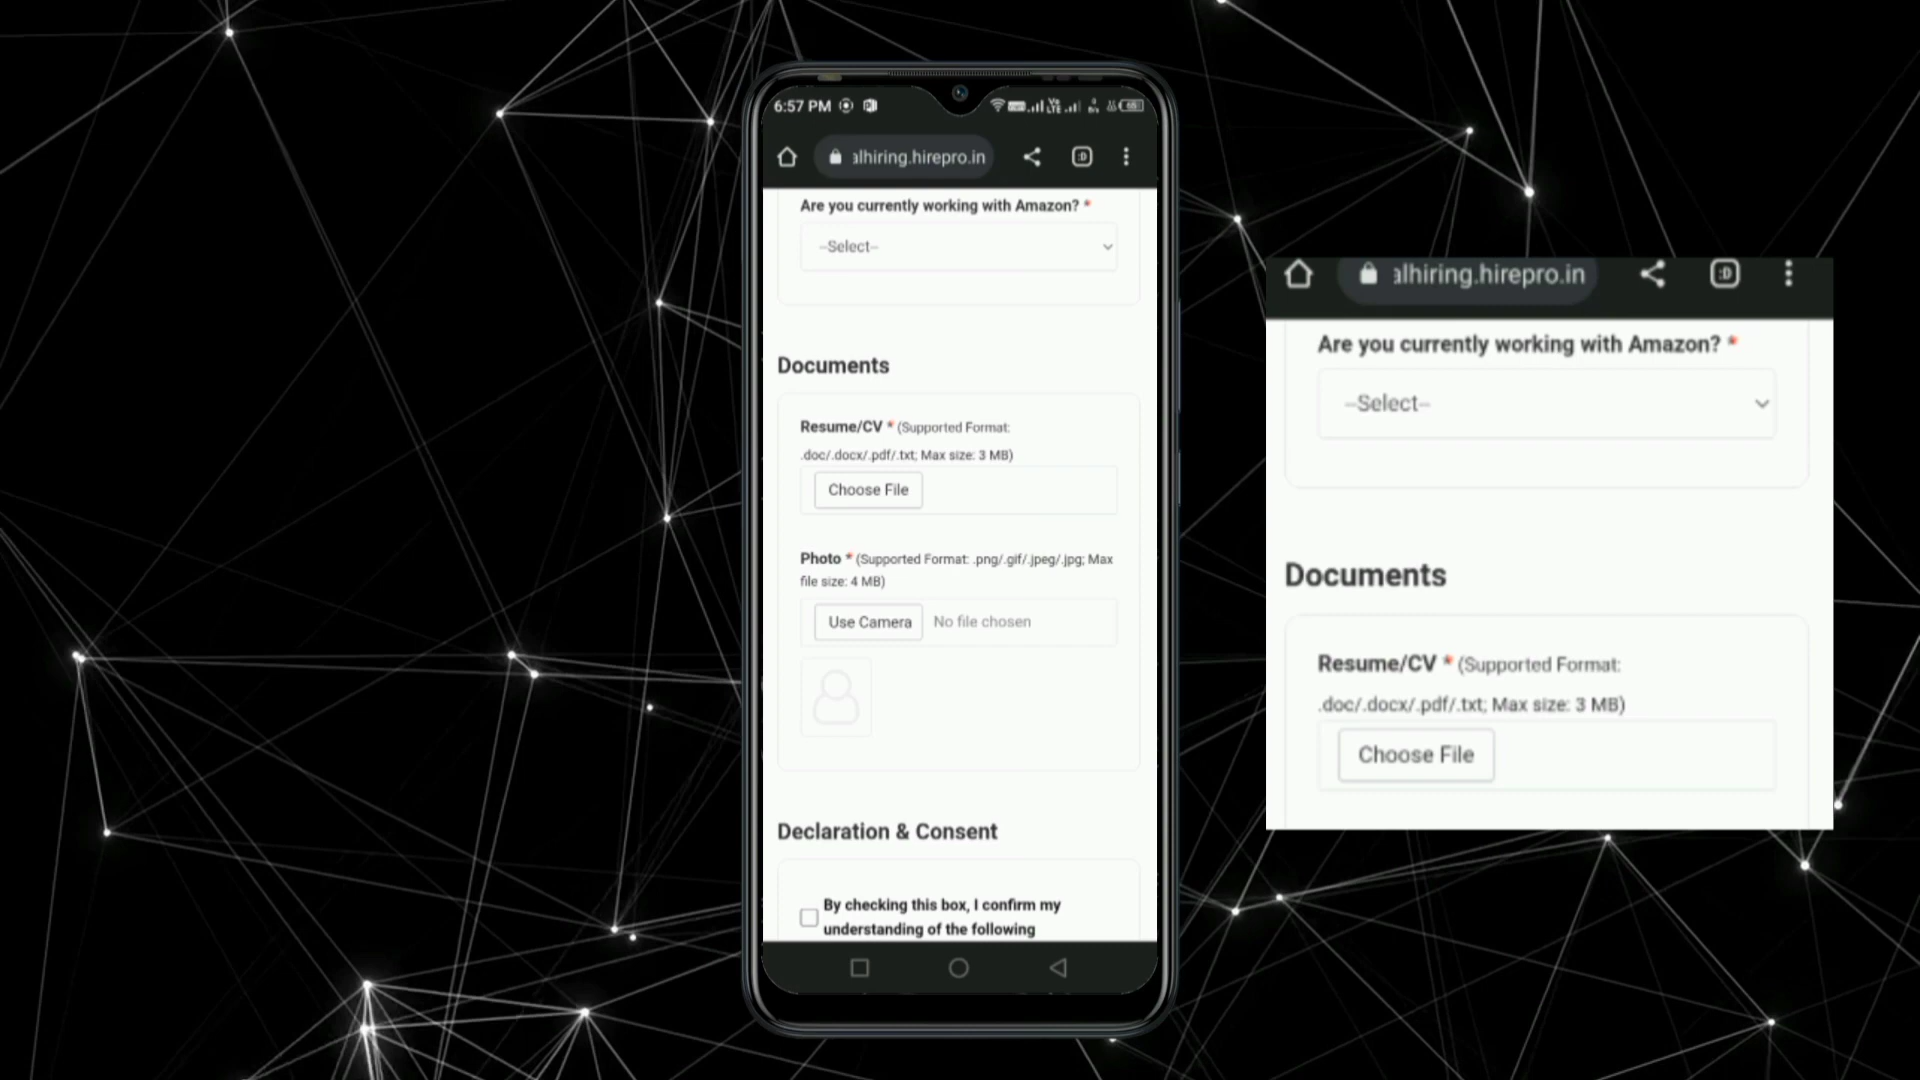 6:57 PM
alhiring.hirepro.in
:D
Are you currently working with Amazon? *
--Select--
Documents
Resume/CV * (Supported Format:
.doc/.docx/.pdf/.txt; Max size: 3 MB)
Choose File
Photo * (Supported Format: .png/.gif/.jpeg/.jpg; Max
file size: 4 MB)
Use Camera No file chosen
Declaration & Consent
By checking this box, I confirm my
understanding of the following
alhiring.hirepro.in
:D
Are you currently working with Amazon? *
--Select--
Documents
Resume/CV * (Supported Format:
.doc/.docx/.pdf/.txt; Max size: 3 MB)
Choose File